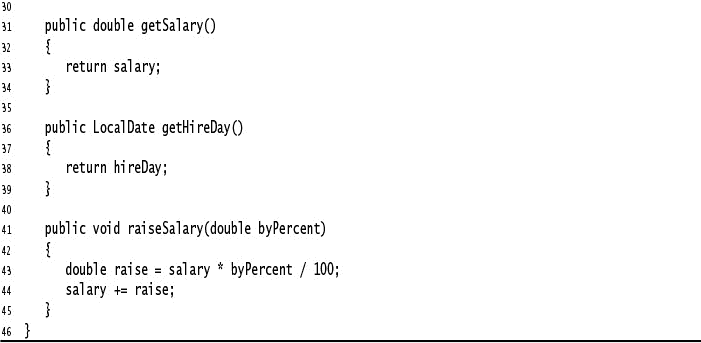 30
31    public double getSalary()
32    {
33       return salary;
34    }
35
36    public LocalDate getHireDay()
37    {
38       return hireDay;
39    }
40
41    public void raiseSalary(double byPercent)
42    {
43       double raise = salary * byPercent / 100;
44       salary += raise;
45    }
46 }